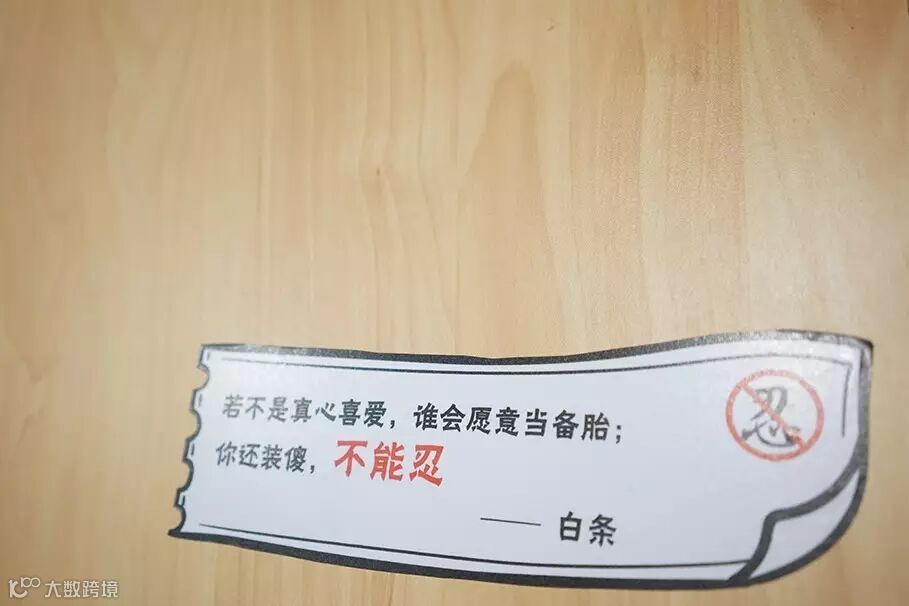 若不是真心喜爱，谁会愿意当备胎；
你还装傻，不能忍
—— 白条
忍
大数跨境